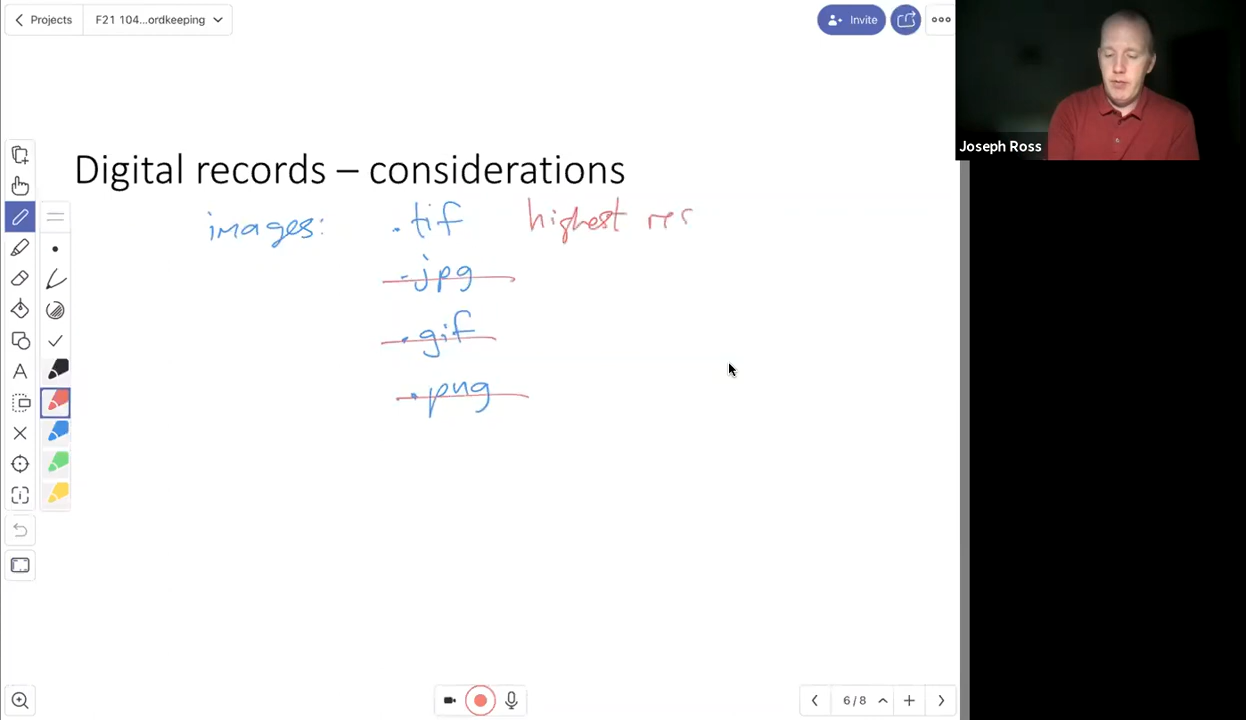 Projects
F21 104...ordkeeping
Invite
Joseph Ross
Digital records – considerations
images: .tif highest res
.jpg
.gif
.png
A
6/8